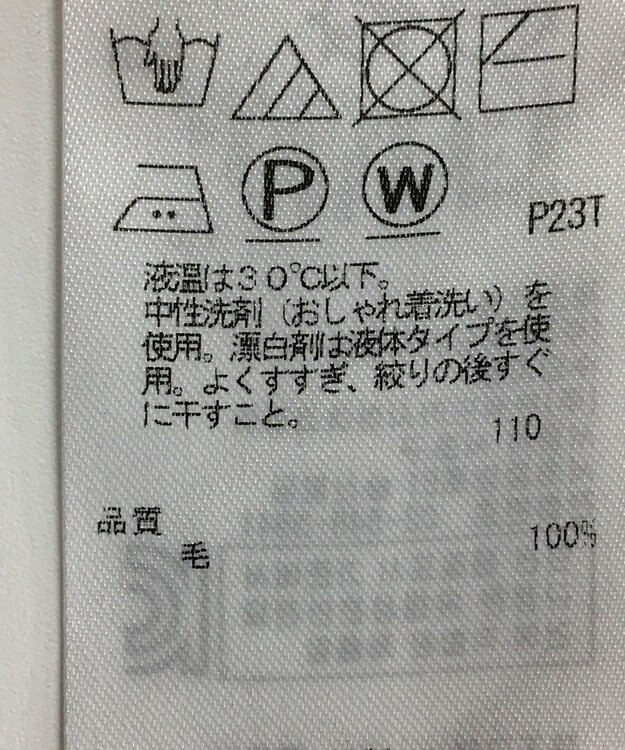 P
W
P23T
液温は30℃以下。
中性洗剤（おしゃれ着洗い）を
使用。漂白剤は液体タイプを使
用。よくすすぎ、絞りの後すぐ
に干すこと。
110
品質
毛 100%